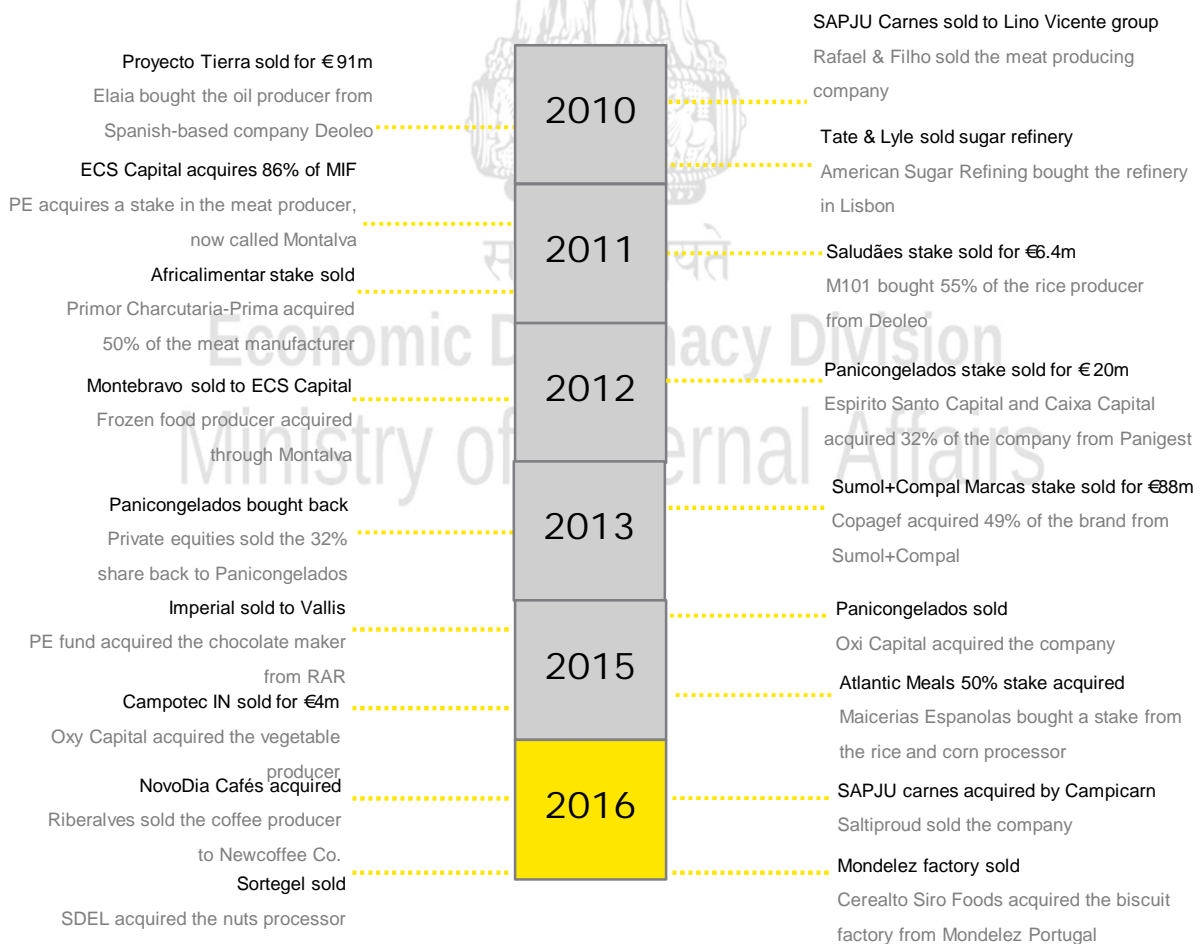 SAPJU Carnes sold to Lino Vicente group
Rafael & Filho sold the meat producing
company
Proyecto Tierra sold for €91m
Elaia bought the oil producer from
Spanish-based company Deoleo
2010
Tate & Lyle sold sugar refinery
American Sugar Refining bought the refinery
in Lisbon
ECS Capital acquires 86% of MIF
PE acquires a stake in the meat producer,
now called Montalva
2011
Saludães stake sold for €6.4m
M101 bought 55% of the rice producer
from Deoleo
Africalimentar stake sold
Primor Charcutaria-Prima acquired
50% of the meat manufacturer
Economic D macy Division
Montebravo sold to ECS Capital
Frozen food producer acquired
through Montalva
2012
Panicongelados stake sold for €20m
Espirito Santo Capital and Caixa Capital
acquired 32% of the company from Panigest
Ministry of ernal Affairs
Panicongelados bought back
Private equities sold the 32%
share back to Panicongelados
2013
Sumol+Compal Marcas stake sold for €88m
Copagef acquired 49% of the brand from
Sumol+Compal
Imperial sold to Vallis
PE fund acquired the chocolate maker
from RAR
2015
Panicongelados sold
Oxi Capital acquired the company
Campotec IN sold for €4m
Oxy Capital acquired the vegetable
producer
Atlantic Meals 50% stake acquired
Maicerias Espanolas bought a stake from
the rice and corn processor
NovoDia Cafés acquired
Riberalves sold the coffee producer
to Newcoffee Co.
2016
SAPJU carnes acquired by Campicarn
Saltiproud sold the company
Sortegel sold
SDEL acquired the nuts processor
Mondelez factory sold
Cerealto Siro Foods acquired the biscuit
factory from Mondelez Portugal